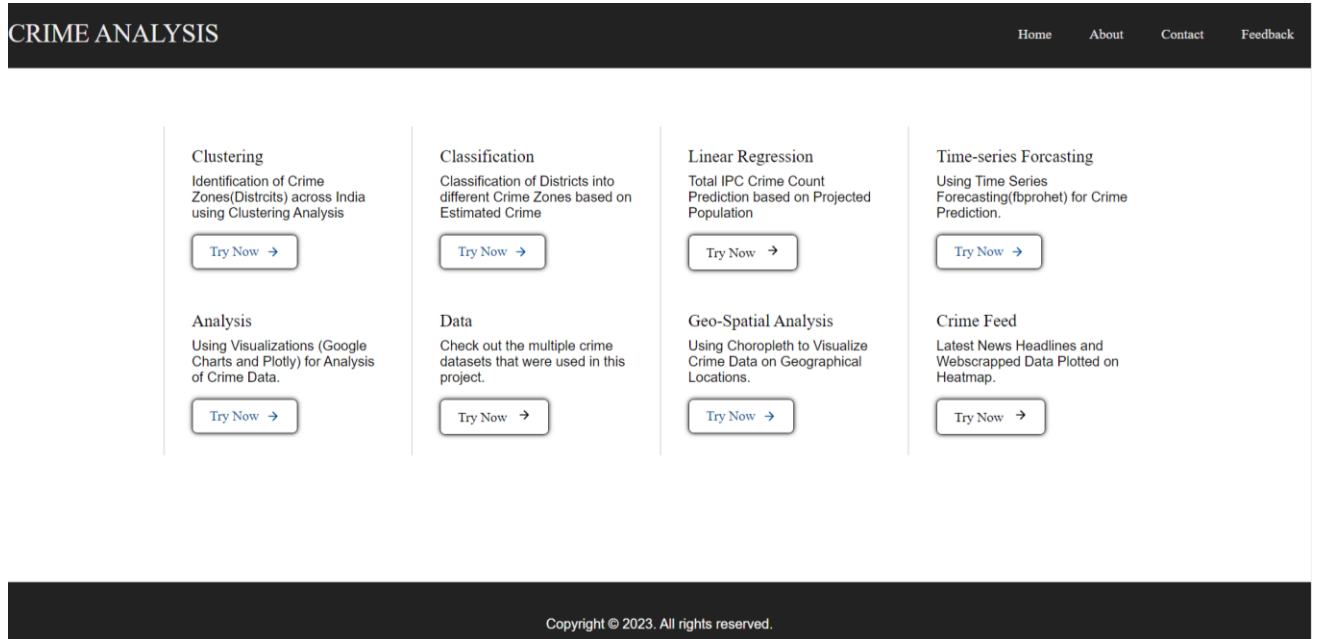 CRIME ANALYSIS
Home About Contact Feedback
Clustering
Identification of Crime
Zones(Distrcits) across India
using Clustering Analysis
Try Now →
Classification
Classification of Districts into
different Crime Zones based on
Estimated Crime
Try Now →
Linear Regression
Total IPC Crime Count
Prediction based on Projected
Population
Try Now →
Time-series Forcasting
Using Time Series
Forecasting(fbprohet) for Crime
Prediction.
Try Now →
Analysis
Using Visualizations (Google
Charts and Plotly) for Analysis
of Crime Data.
Try Now →
Data
Check out the multiple crime
datasets that were used in this
project.
Try Now →
Geo-Spatial Analysis
Using Choropleth to Visualize
Crime Data on Geographical
Locations.
Try Now →
Crime Feed
Latest News Headlines and
Webscrapped Data Plotted on
Heatmap.
Try Now →
Copyright © 2023. All rights reserved.